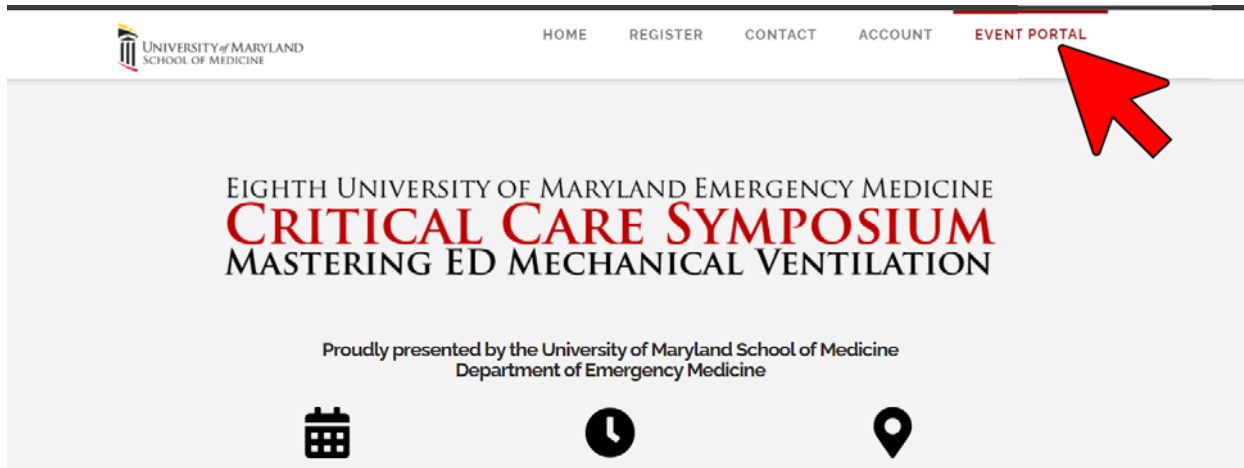 UNIVERSITY of MARYLAND
SCHOOL OF MEDICINE
HOME REGISTER CONTACT ACCOUNT EVENT PORTAL
EIGHTH UNIVERSITY OF MARYLAND EMERGENCY MEDICINE
CRITICAL CARE SYMPOSIUM
MASTERING ED MECHANICAL VENTILATION
Proudly presented by the University of Maryland School of Medicine
Department of Emergency Medicine